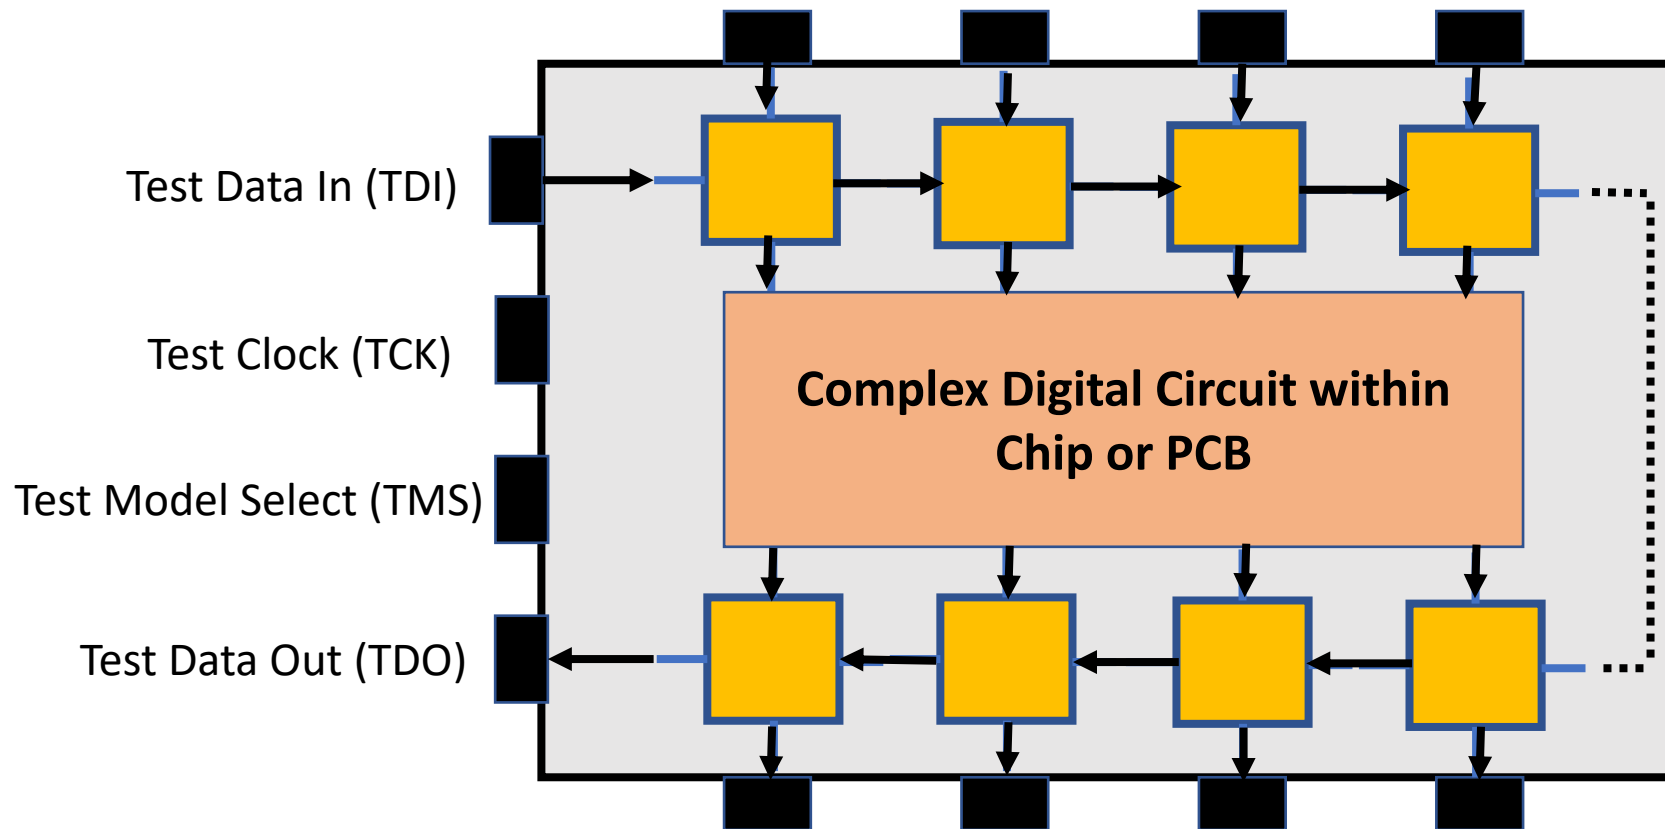 Test Data In (TDI)
Test Clock (TCK)
Complex Digital Circuit within
Chip or PCB
Test Model Select (TMS)
Test Data Out (TDO)